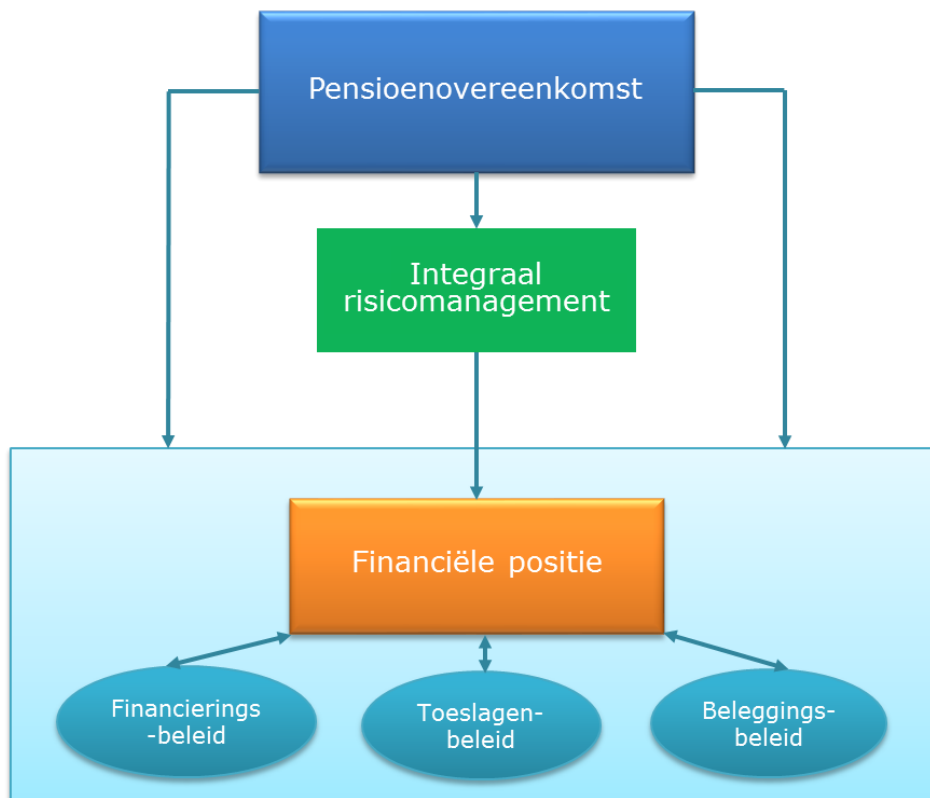 Pensioenovereenkomst
Integraal
risicomanagement
Financiële positie
Financierings
-beleid
Toeslagen-
beleid
Beleggings-
beleid